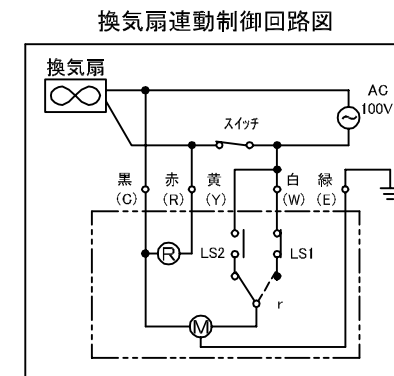 換気扇連動制御回路図
換気扇
AC
100V
スイッチ
黒 赤 黄 白 緑
(C) (R) (Y) (W) (E)
R LS2 LS1
r
M